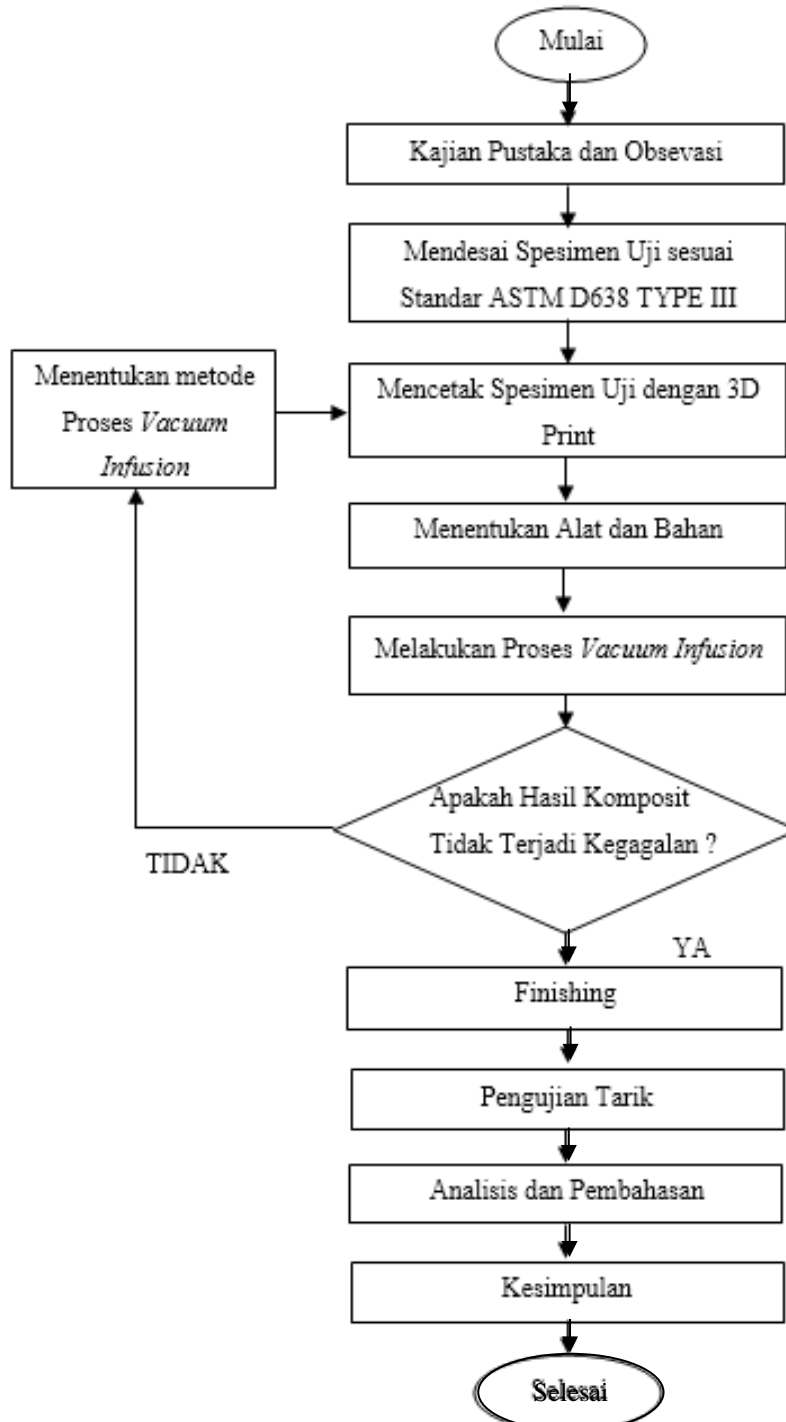 Mulai
Kajian Pustaka dan Obsevasi
Mendesai Spesimen Uji sesuai
Standar ASTM D638 TYPE III
Menentukan metode
Proses Vacuum
Infusion
Mencetak Spesimen Uji dengan 3D
Print
Menentukan Alat dan Bahan
Melakukan Proses Vacuum Infusion
Apakah Hasil Komposit
Tidak Terjadi Kegagalan ?
TIDAK
YA
Finishing
Pengujian Tarik
Analisis dan Pembahasan
Kesimpulan
Selesai